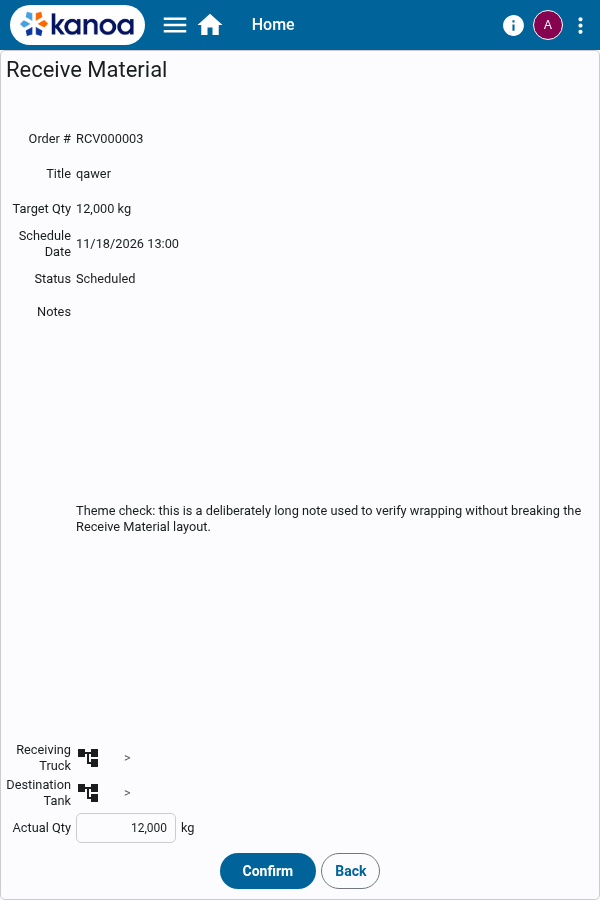 kanoa
Home
A
Receive Material
Order # RCV000003
Title qawer
Target Qty 12,000 kg
Schedule
Date 11/18/2026 13:00
Status Scheduled
Notes
Theme check: this is a deliberately long note used to verify wrapping without breaking the
Receive Material layout.
Receiving
Truck >
Destination
Tank >
Actual Qty 12,000 kg
Confirm Back